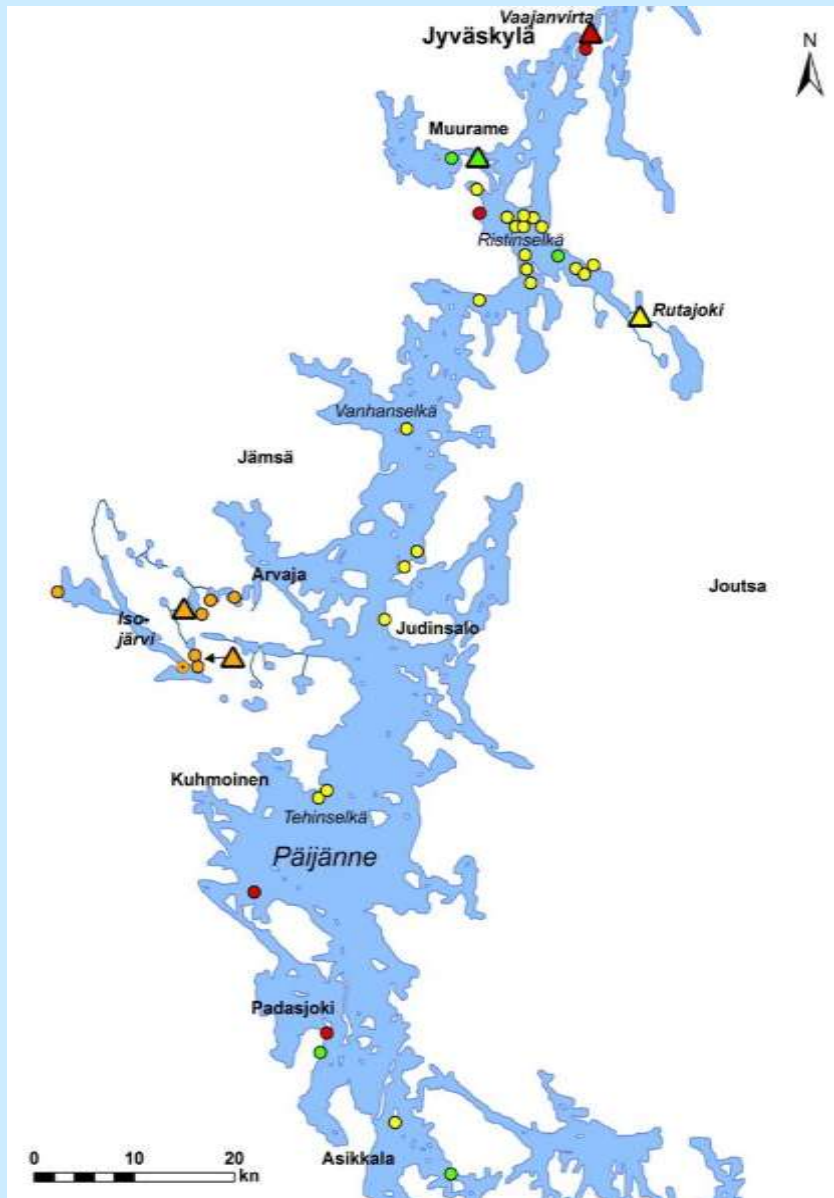 Vaajanvirta
Jyväskylä
N
Muurame
Ristinselkä
Rutajoki
Vanhanselkä
Jämsä
Arvaja
Joutsa
Iso-
järvi
Judinsalo
Kuhmoinen
Tehinselkä
Päijänne
Padasjoki
Asikkala
0 10 20
kn